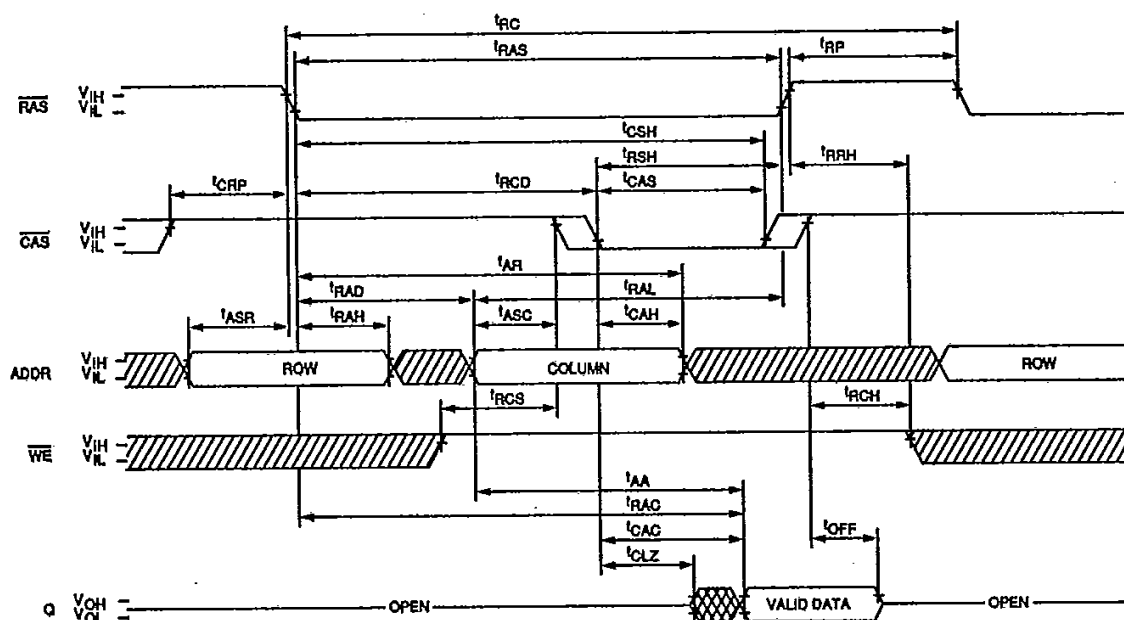 tRC
tRAS
tRP
RAS
VIH
VIL
tCSH
tRSH
tRRH
tCRP
tRCD
tCAS
CAS
VIH
VIL
tAR
tRAD
tRAL
tASR
tRAH
tASC
tCAH
ADDR
VIH
VIL
ROW
COLUMN
ROW
tRCS
tRCH
WE
VIH
VIL
tAA
tRAC
tCAC
tOFF
tCLZ
Q
VOH
VOL
OPEN
VALID DATA
OPEN